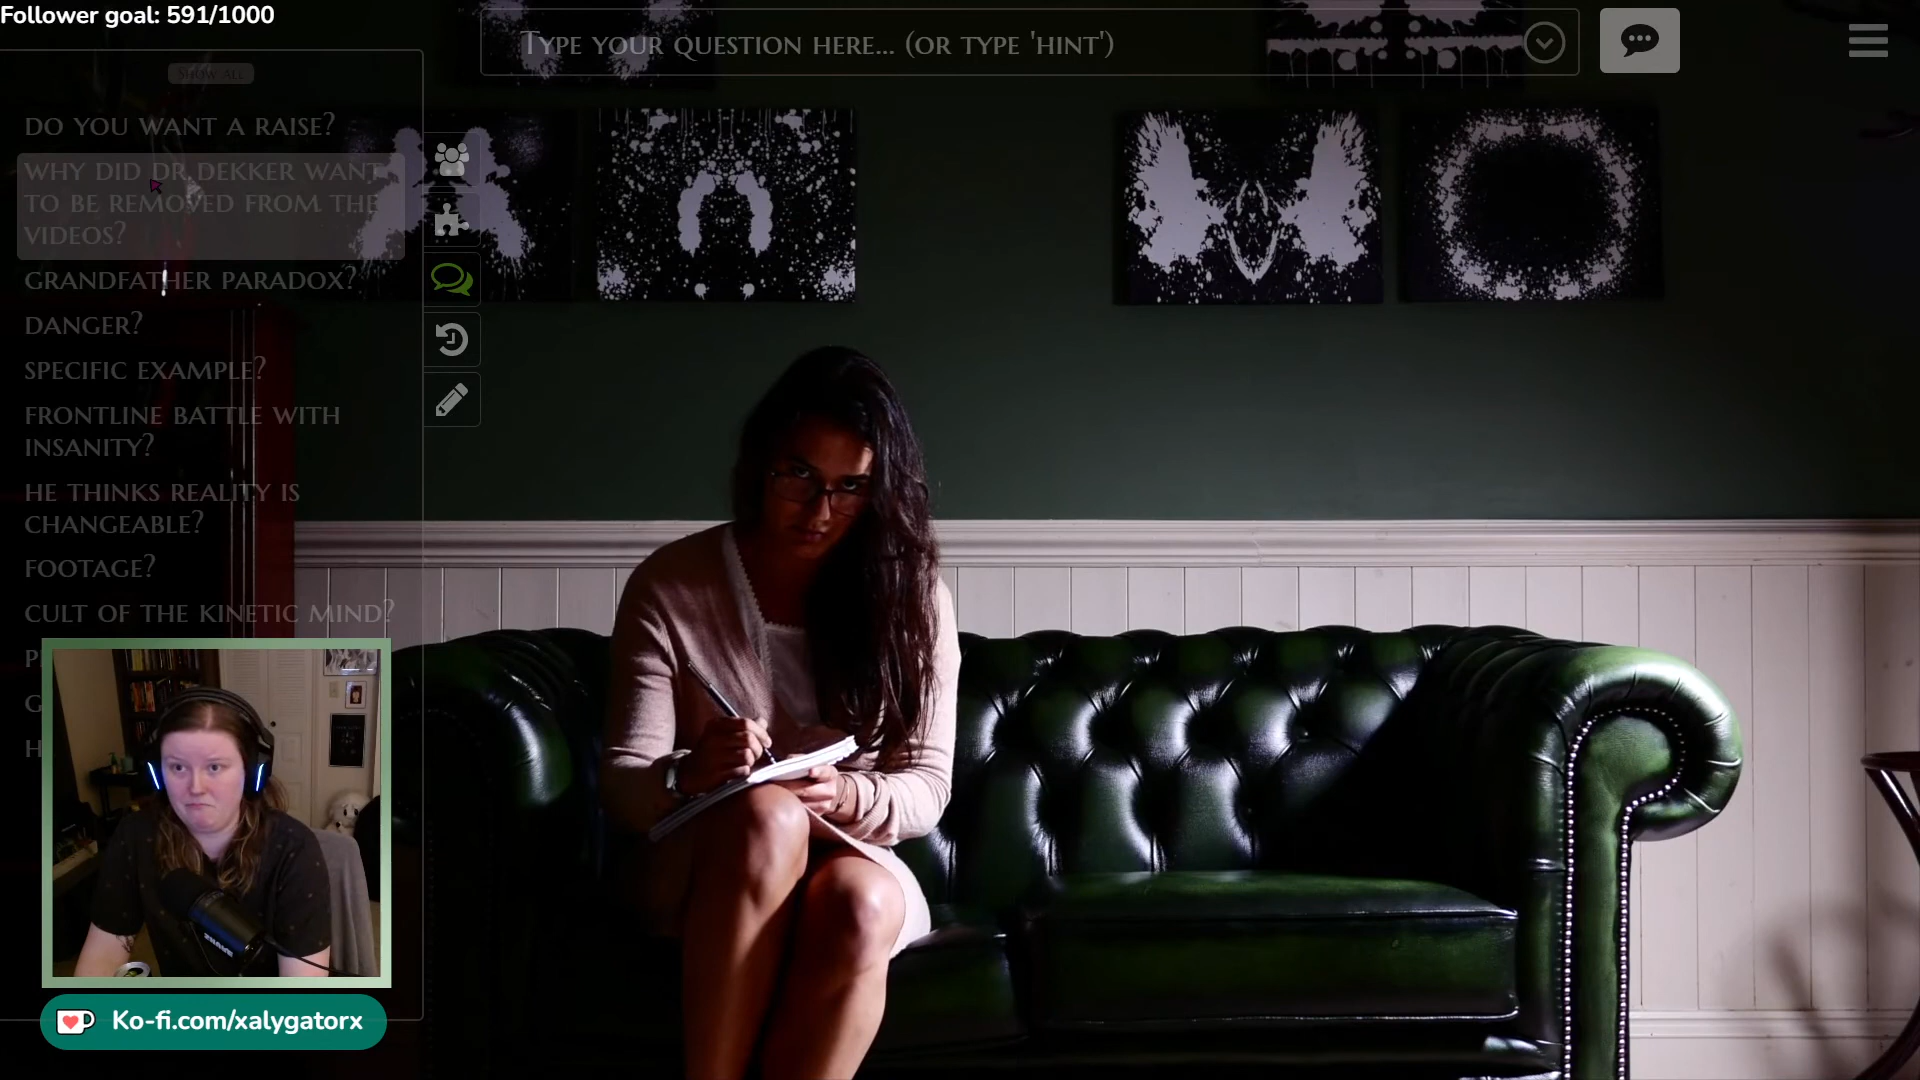 Follower goal: 591/1000
Show All
Type your question here... (or type 'hint')
Do you want a raise?
Why did Dr. Dekker want
to be removed from the
videos?
Grandfather paradox?
Danger?
Specific example?
Frontline battle with
insanity?
He thinks reality is
changeable?
Footage?
Cult of the Kinetic Mind?
Ko-fi.com/xalygatorx